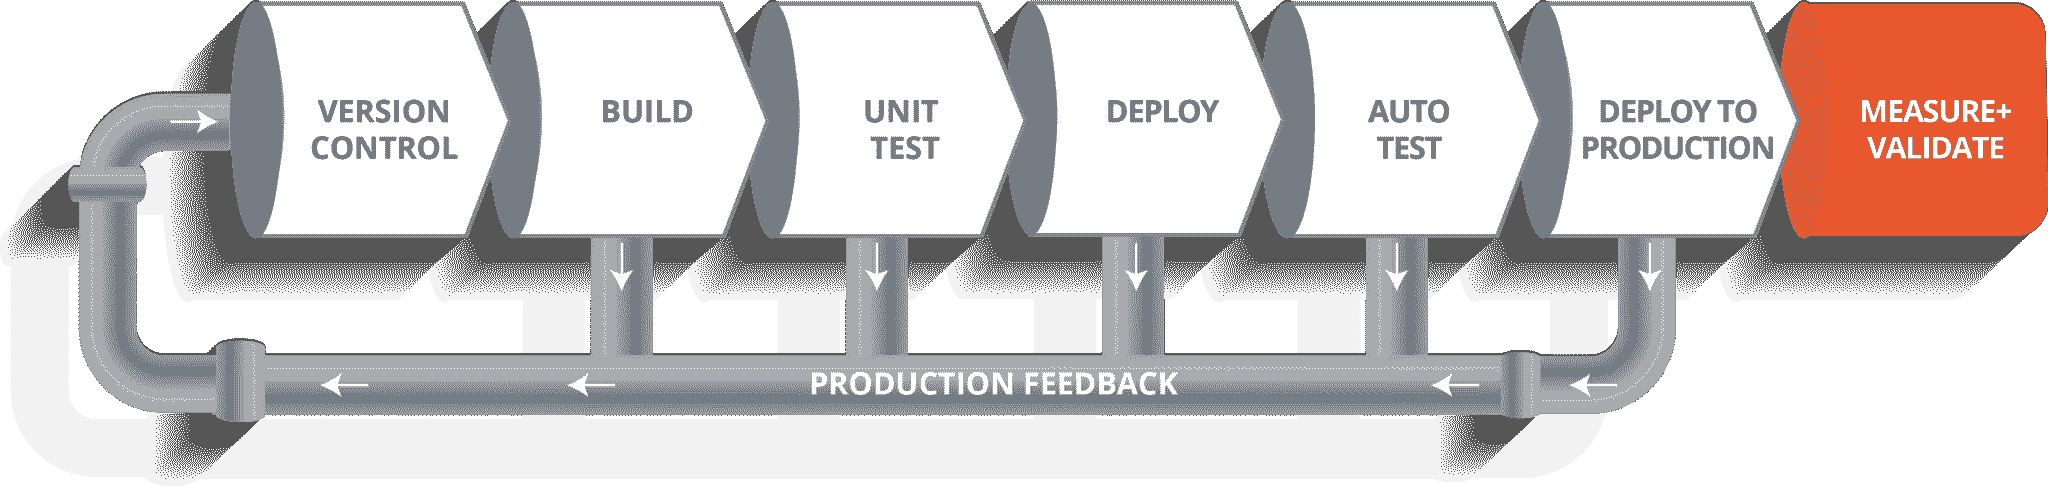 VERSION
CONTROL
BUILD
UNIT
TEST
DEPLOY
AUTO
TEST
DEPLOY TO
PRODUCTION
MEASURE+
VALIDATE
PRODUCTION FEEDBACK